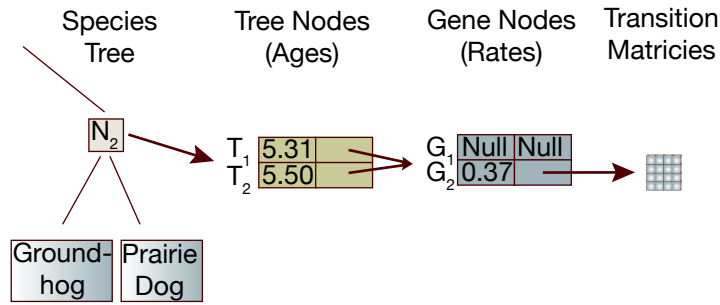 Species
Tree
Tree Nodes
(Ages)
Gene Nodes
(Rates)
Transition
Matricies
N2
T1 5.31
T2 5.50
G1 Null Null
G2 0.37
Ground-
hog
Prairie
Dog